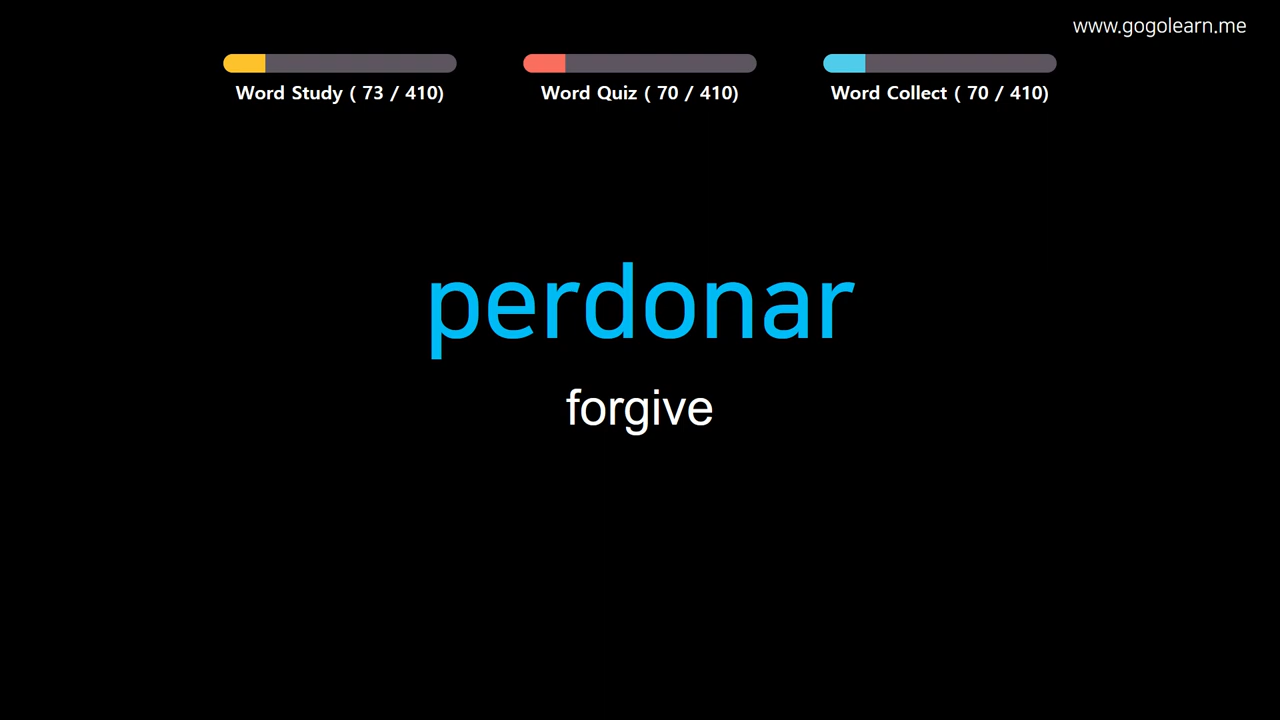 www.gogolearn.me
Word Study ( 73 / 410)
Word Quiz ( 70 / 410)
Word Collect ( 70 / 410)
perdonar
forgive